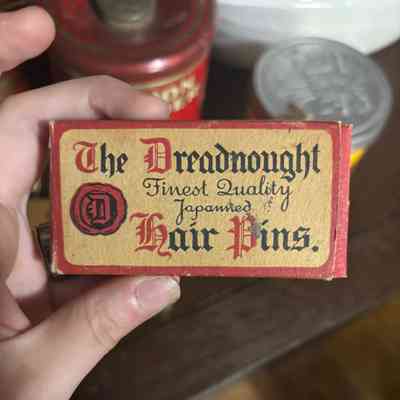 The Dreadnought
Finest Quality
Japanned
Hair Pins.
D